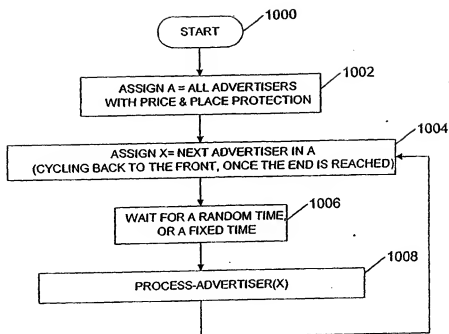 START
1000
ASSIGN A = ALL ADVERTISERS
WITH PRICE & PLACE PROTECTION
1002
ASSIGN X= NEXT ADVERTISER IN A
(CYCLING BACK TO THE FRONT, ONCE THE END IS REACHED)
1004
WAIT FOR A RANDOM TIME,
OR A FIXED TIME
1006
PROCESS-ADVERTISER(X)
1008